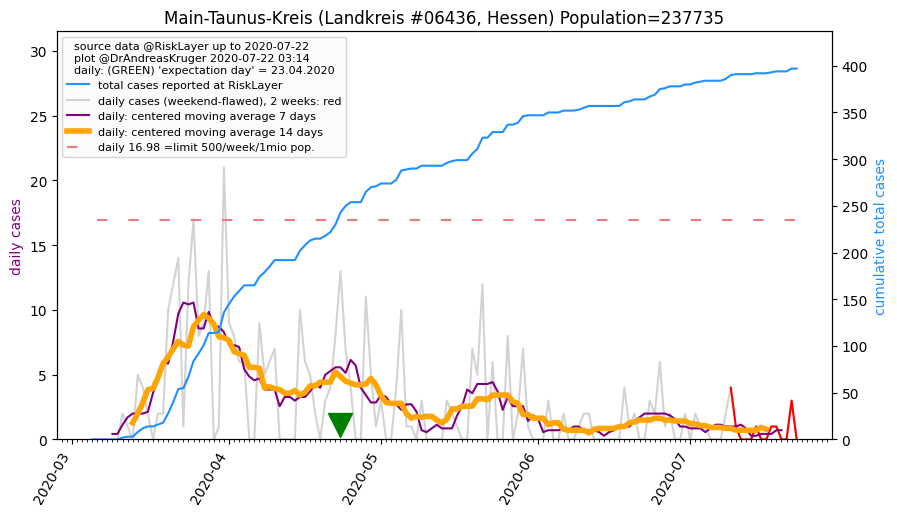 Main-Taunus-Kreis (Landkreis #06436, Hessen) Population=237735
source data @RiskLayer up to 2020-07-22
plot @DrAndreasKruger 2020-07-22 03:14
daily: (GREEN) 'expectation day' = 23.04.2020
total cases reported at RiskLayer
daily cases (weekend-flawed), 2 weeks: red
daily: centered moving average 7 days
daily: centered moving average 14 days
daily 16.98 =limit 500/week/1mio pop.
daily cases
30
25
20
15
10
5
0
cumulative total cases
400
350
300
250
200
150
100
50
0
2020-03
2020-04
2020-05
2020-06
2020-07